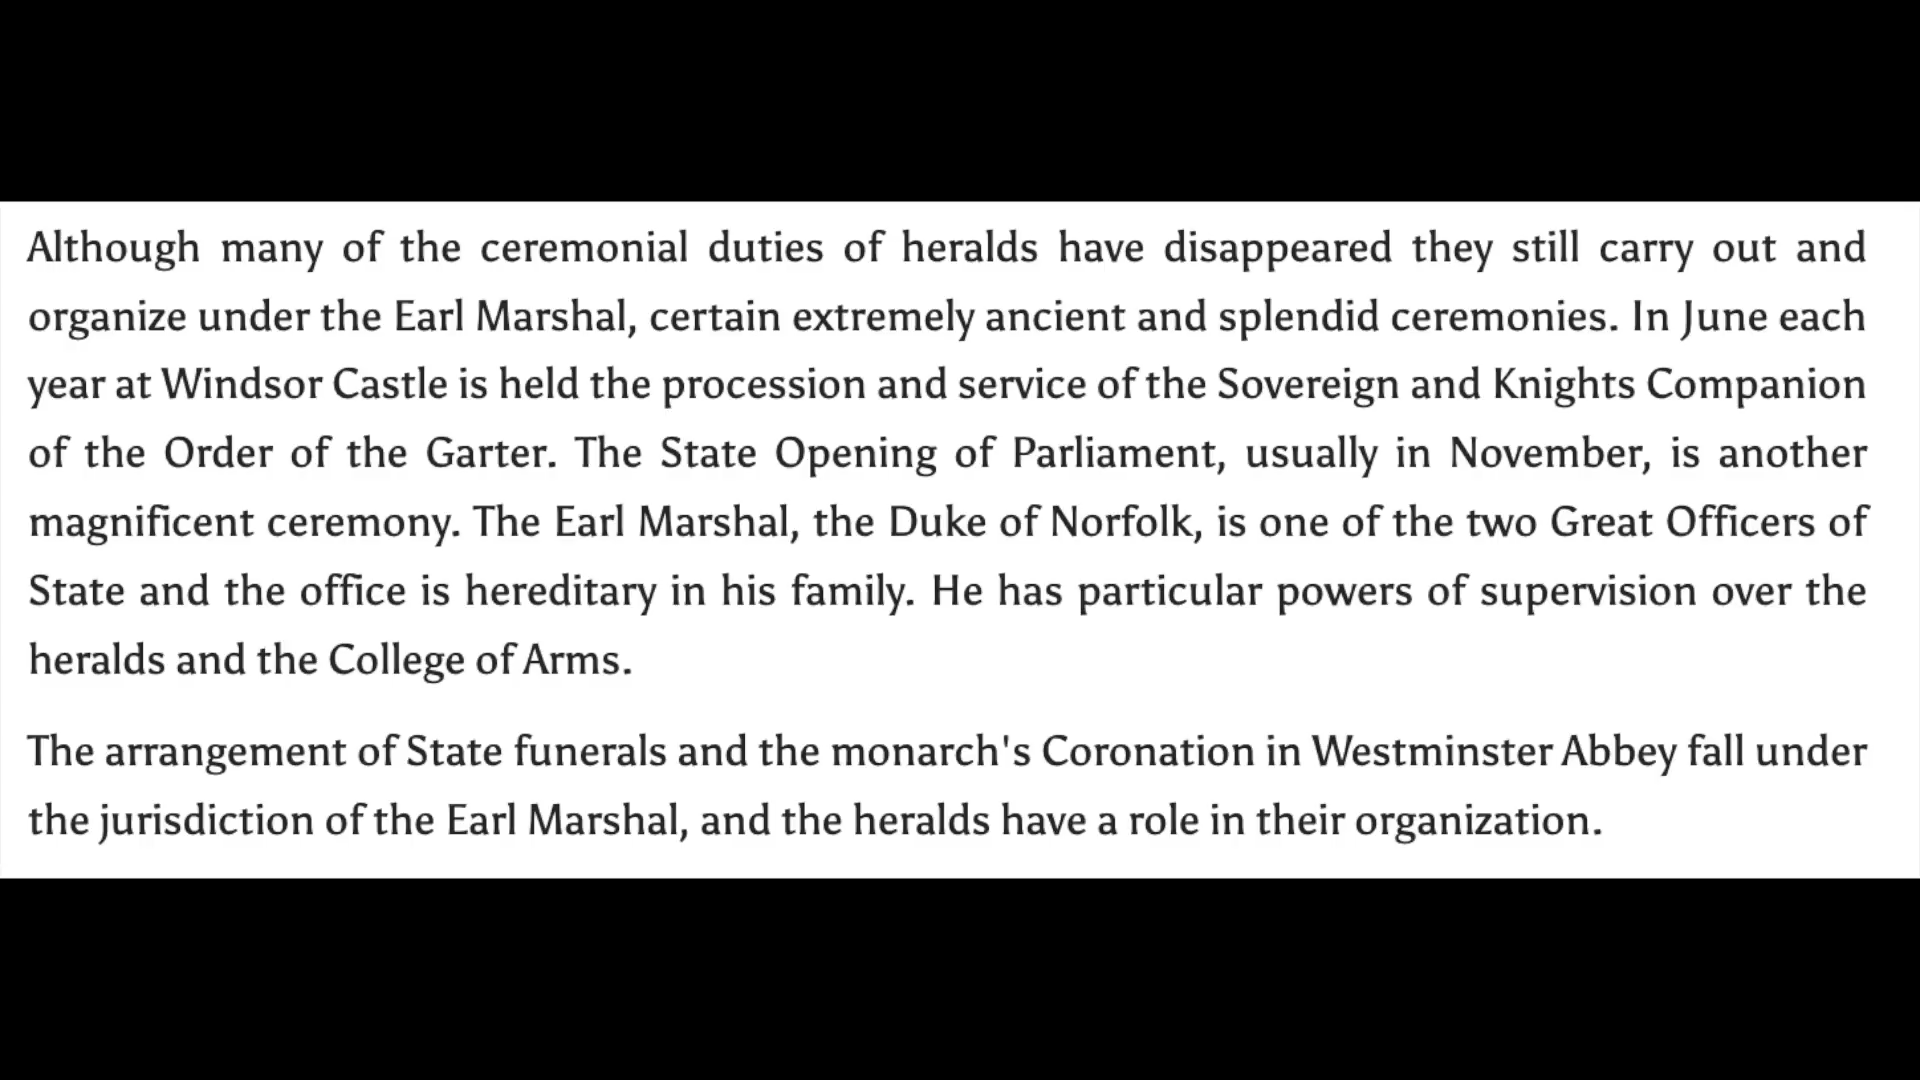 Although many of the ceremonial duties of heralds have disappeared they still carry out and
organize under the Earl Marshal, certain extremely ancient and splendid ceremonies. In June each
year at Windsor Castle is held the procession and service of the Sovereign and Knights Companion
of the Order of the Garter. The State Opening of Parliament, usually in November, is another
magnificent ceremony. The Earl Marshal, the Duke of Norfolk, is one of the two Great Officers of
State and the office is hereditary in his family. He has particular powers of supervision over the
heralds and the College of Arms.
The arrangement of State funerals and the monarch's Coronation in Westminster Abbey fall under
the jurisdiction of the Earl Marshal, and the heralds have a role in their organization.